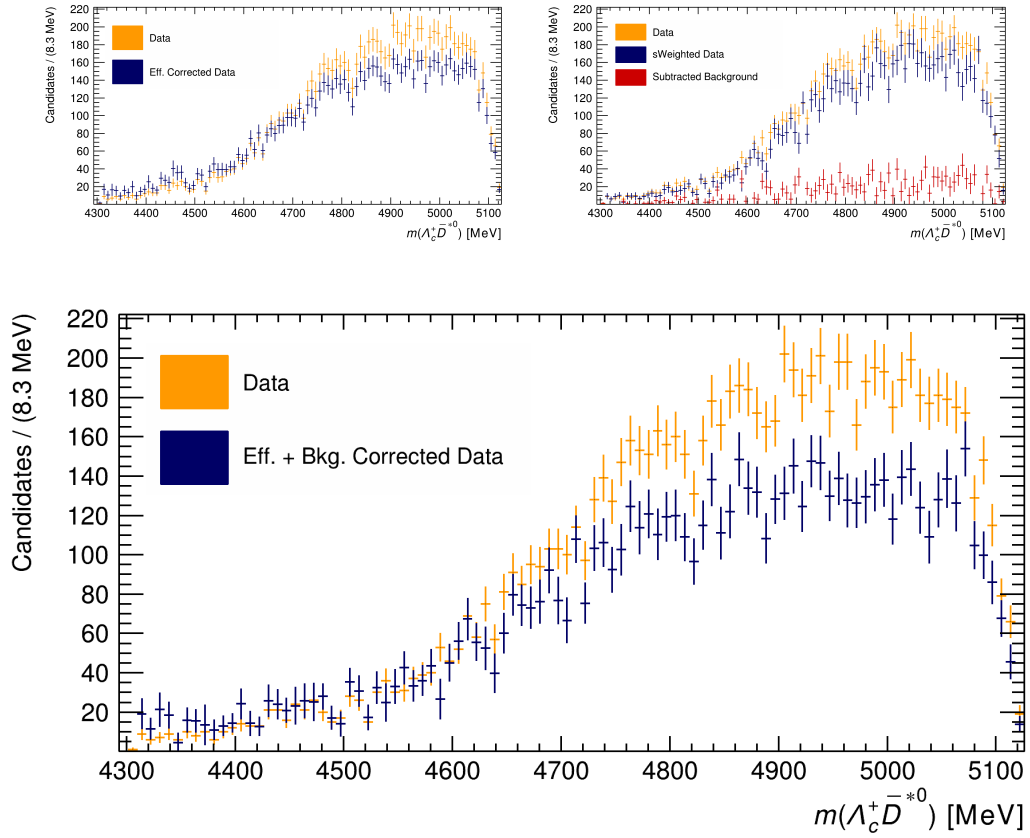 Candidates / (8.3 MeV)
220
200
180
160
140
120
100
80
60
40
20
Data
Eff. Corrected Data
4300 4400 4500 4600 4700 4800 4900 5000 5100
m(Λc+ D̄*0) [MeV]
Candidates / (8.3 MeV)
220
200
180
160
140
120
100
80
60
40
20
Data
sWeighted Data
Subtracted Background
4300 4400 4500 4600 4700 4800 4900 5000 5100
m(Λc+ D̄*0) [MeV]
Candidates / (8.3 MeV)
220
200
180
160
140
120
100
80
60
40
20
Data
Eff. + Bkg. Corrected Data
4300 4400 4500 4600 4700 4800 4900 5000 5100
m(Λc+ D̄*0) [MeV]